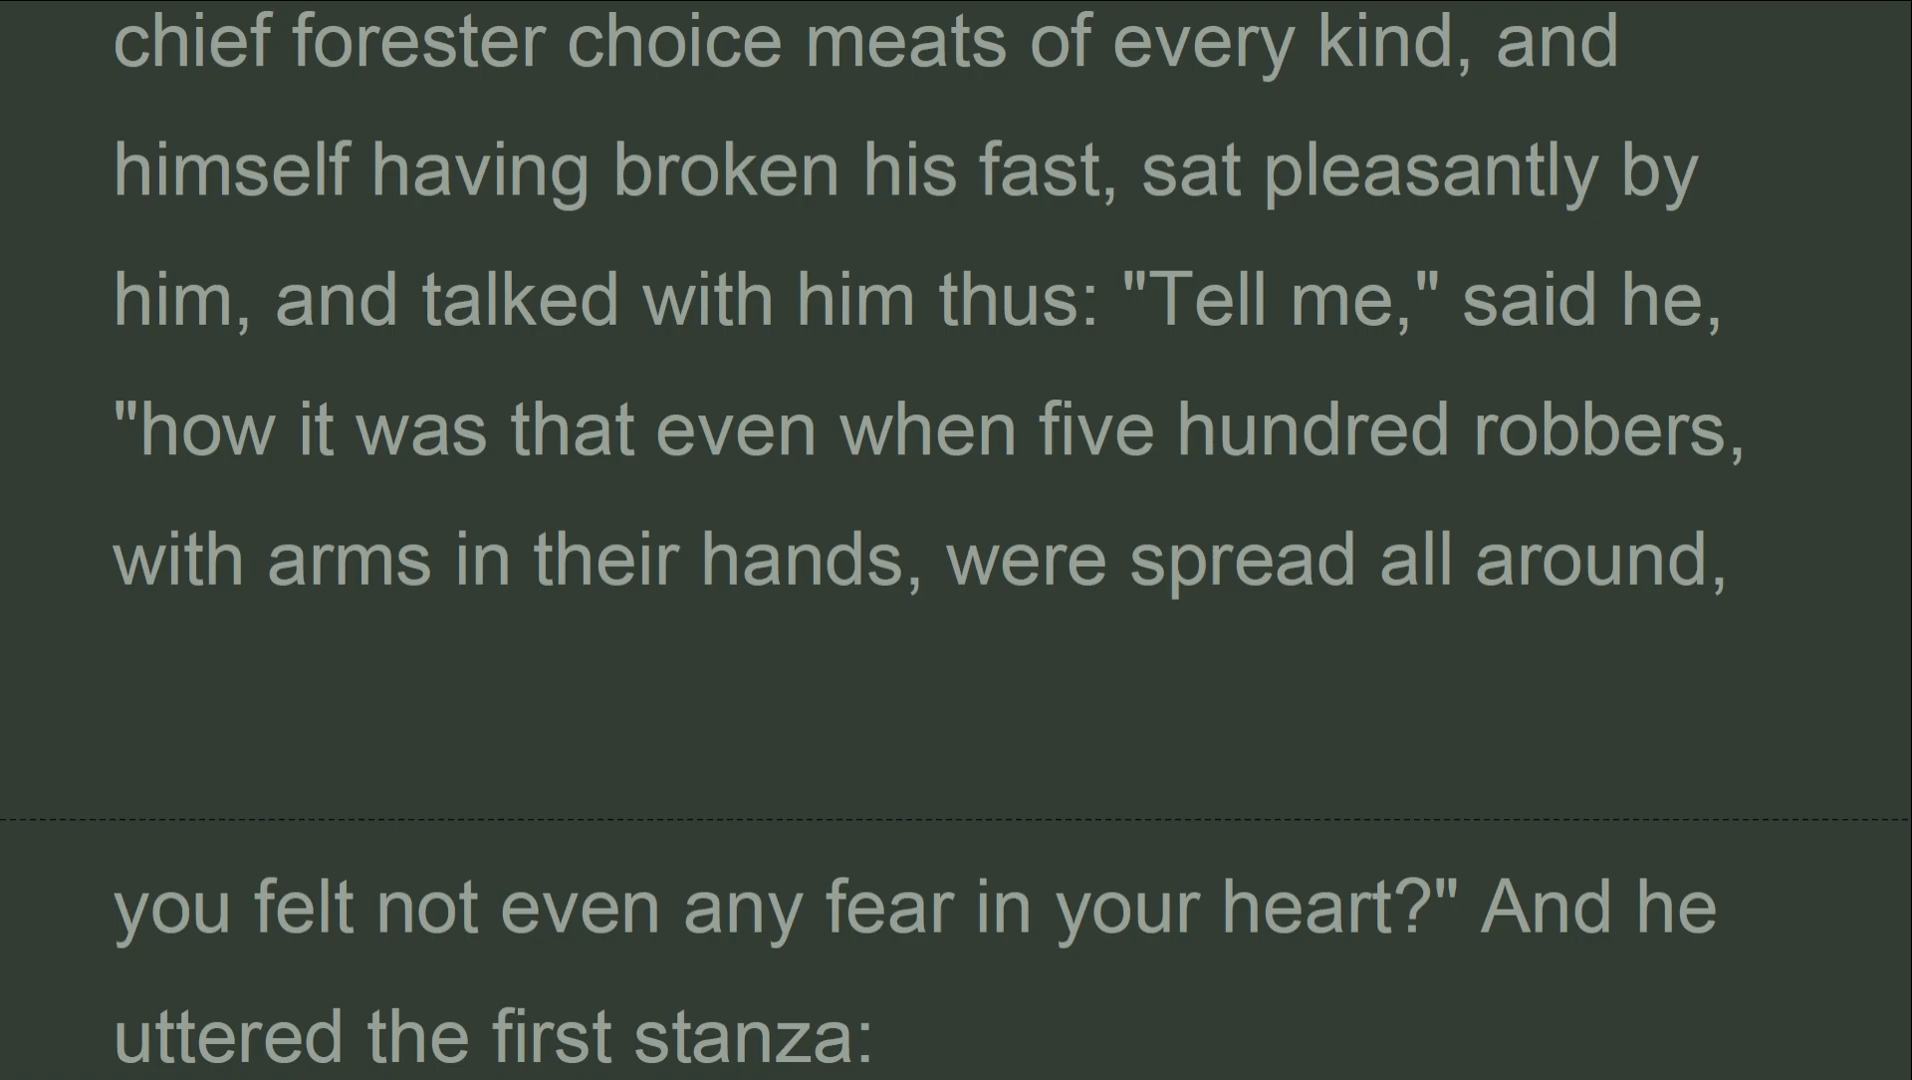 chief forester choice meats of every kind, and
himself having broken his fast, sat pleasantly by
him, and talked with him thus: "Tell me," said he,
"how it was that even when five hundred robbers,
with arms in their hands, were spread all around,
you felt not even any fear in your heart?" And he
uttered the first stanza: